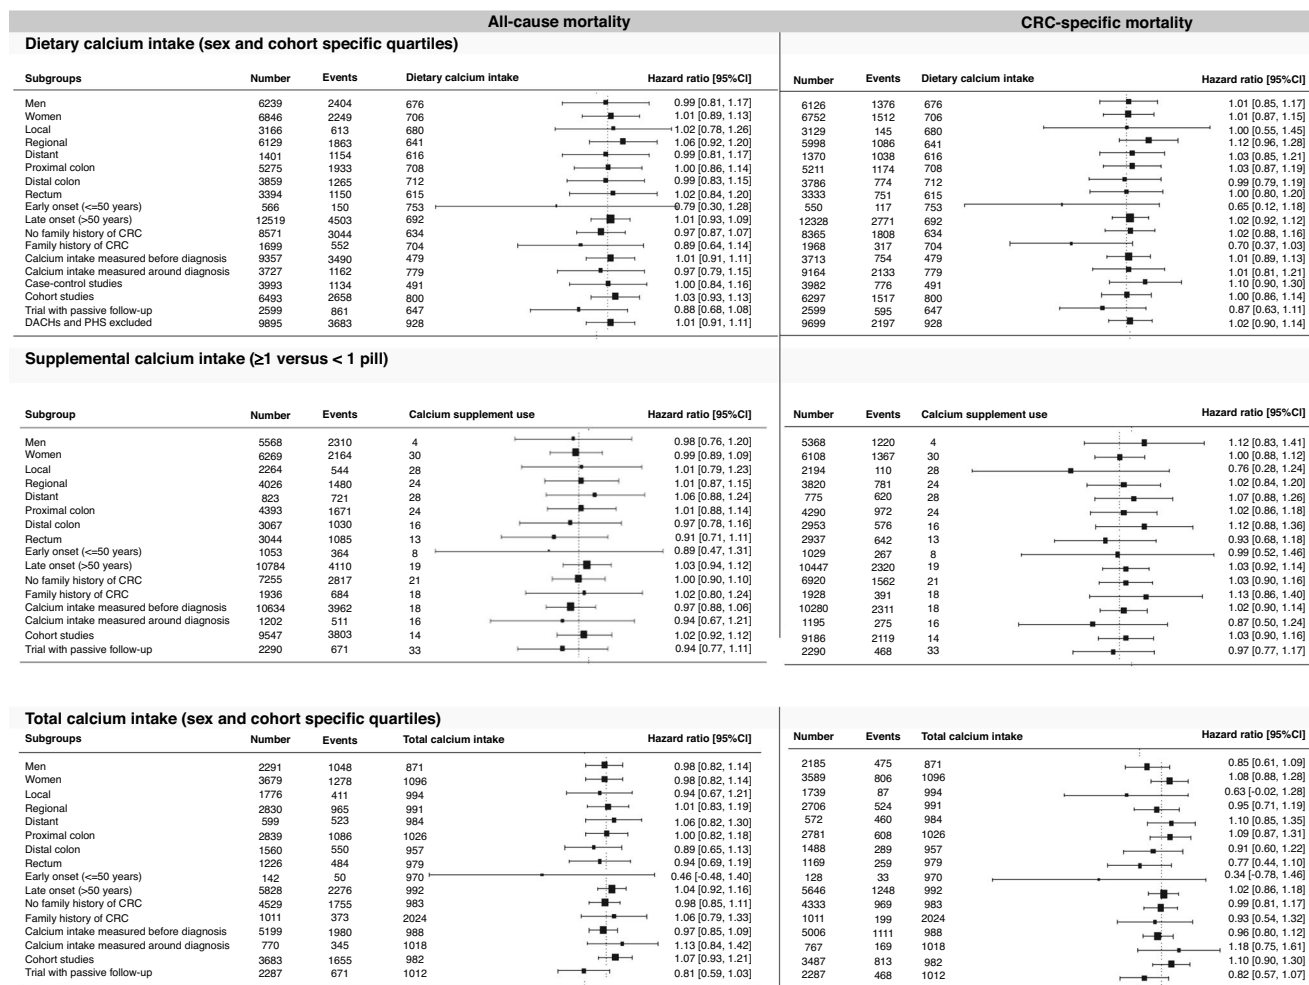 All-cause mortality CRC-specific mortality
Dietary calcium intake (sex and cohort specific quartiles)
Subgroups Number Events Dietary calcium intake Hazard ratio [95%CI] Number Events Dietary calcium intake Hazard ratio [95%CI]
Men 6239 2404 676 0.99 [0.81, 1.17] 6126 1376 676 1.01 [0.85, 1.17]
Women 6846 2249 706 1.01 [0.89, 1.13] 6752 1512 706 1.01 [0.87, 1.15]
Local 3166 613 680 1.02 [0.78, 1.26] 3129 145 680 1.00 [0.55, 1.45]
Regional 6129 1863 641 1.06 [0.92, 1.20] 5998 1086 641 1.12 [0.96, 1.28]
Distant 1401 1154 616 0.99 [0.81, 1.17] 1370 1038 616 1.03 [0.85, 1.21]
Proximal colon 5275 1933 708 1.00 [0.86, 1.14] 5211 1174 708 1.03 [0.87, 1.19]
Distal colon 3859 1265 712 0.99 [0.83, 1.15] 3786 774 712 0.99 [0.79, 1.19]
Rectum 3394 1150 615 1.02 [0.84, 1.20] 3333 751 615 1.00 [0.80, 1.20]
Early onset (<=50 years) 566 150 753 0.79 [0.30, 1.28] 550 117 753 0.65 [0.12, 1.18]
Late onset (>50 years) 12519 4503 692 1.01 [0.93, 1.09] 12328 2771 692 1.02 [0.92, 1.12]
No family history of CRC 8571 3044 634 0.97 [0.87, 1.07] 8365 1808 634 1.02 [0.88, 1.16]
Family history of CRC 1699 552 704 0.89 [0.64, 1.14] 1968 317 704 0.70 [0.37, 1.03]
Calcium intake measured before diagnosis 9357 3490 479 1.01 [0.91, 1.11] 3713 754 479 1.01 [0.89, 1.13]
Calcium intake measured around diagnosis 3727 1162 779 0.97 [0.79, 1.15] 9164 2133 779 1.01 [0.81, 1.21]
Case-control studies 3993 1134 491 1.00 [0.84, 1.16] 3982 776 491 1.10 [0.90, 1.30]
Cohort studies 6493 2658 800 1.03 [0.93, 1.13] 6297 1517 800 1.00 [0.86, 1.14]
Trial with passive follow-up 2599 861 647 0.88 [0.68, 1.08] 2599 595 647 0.87 [0.63, 1.11]
DACHs and PHS excluded 9895 3683 928 1.01 [0.91, 1.11] 9699 2197 928 1.02 [0.90, 1.14]
Supplemental calcium intake (≥1 versus < 1 pill)
Subgroup Number Events Calcium supplement use Hazard ratio [95%CI] Number Events Calcium supplement use Hazard ratio [95%CI]
Men 5568 2310 4 0.98 [0.76, 1.20] 5368 1220 4 1.12 [0.83, 1.41]
Women 6269 2164 30 0.99 [0.89, 1.09] 6108 1367 30 1.00 [0.88, 1.12]
Local 2264 544 28 1.01 [0.79, 1.23] 2194 110 28 0.76 [0.28, 1.24]
Regional 4026 1480 24 1.01 [0.87, 1.15] 3820 781 24 1.02 [0.84, 1.20]
Distant 823 721 28 1.06 [0.88, 1.24] 775 620 28 1.07 [0.88, 1.26]
Proximal colon 4393 1671 24 1.01 [0.88, 1.14] 4290 972 24 1.02 [0.86, 1.18]
Distal colon 3067 1030 16 0.97 [0.78, 1.16] 2953 576 16 1.12 [0.88, 1.36]
Rectum 3044 1085 13 0.91 [0.71, 1.11] 2937 642 13 0.93 [0.68, 1.18]
Early onset (<=50 years) 1053 364 8 0.89 [0.47, 1.31] 1029 267 8 0.99 [0.52, 1.46]
Late onset (>50 years) 10784 4110 19 1.03 [0.94, 1.12] 10447 2320 19 1.03 [0.92, 1.14]
No family history of CRC 7255 2817 21 1.00 [0.90, 1.10] 6920 1562 21 1.03 [0.90, 1.16]
Family history of CRC 1936 684 18 1.02 [0.80, 1.24] 1928 391 18 1.13 [0.86, 1.40]
Calcium intake measured before diagnosis 10634 3962 18 0.97 [0.88, 1.06] 10280 2311 18 1.02 [0.90, 1.14]
Calcium intake measured around diagnosis 1202 511 16 0.94 [0.67, 1.21] 1195 275 16 0.87 [0.50, 1.24]
Cohort studies 9547 3803 14 1.02 [0.92, 1.12] 9186 2119 14 1.03 [0.90, 1.16]
Trial with passive follow-up 2290 671 33 0.94 [0.77, 1.11] 2290 468 33 0.97 [0.77, 1.17]
Total calcium intake (sex and cohort specific quartiles)
Subgroups Number Events Total calcium intake Hazard ratio [95%CI] Number Events Total calcium intake Hazard ratio [95%CI]
Men 2291 1048 871 0.98 [0.82, 1.14] 2185 475 871 0.85 [0.61, 1.09]
Women 3679 1278 1096 0.98 [0.82, 1.14] 3589 806 1096 1.08 [0.88, 1.28]
Local 1776 411 994 0.94 [0.67, 1.21] 1739 87 994 0.63 [-0.02, 1.28]
Regional 2830 965 991 1.01 [0.83, 1.19] 2706 524 991 0.95 [0.71, 1.19]
Distant 599 523 984 1.06 [0.82, 1.30] 572 460 984 1.10 [0.85, 1.35]
Proximal colon 2839 1086 1026 1.00 [0.82, 1.18] 2781 608 1026 1.09 [0.87, 1.31]
Distal colon 1560 550 957 0.89 [0.65, 1.13] 1488 289 957 0.91 [0.60, 1.22]
Rectum 1226 484 979 0.94 [0.69, 1.19] 1169 259 979 0.77 [0.44, 1.10]
Early onset (<=50 years) 142 50 970 0.46 [-0.48, 1.40] 128 33 970 0.34 [-0.78, 1.46]
Late onset (>50 years) 5828 2276 992 1.04 [0.92, 1.16] 5646 1248 992 1.02 [0.86, 1.18]
No family history of CRC 4529 1755 983 0.98 [0.85, 1.11] 4333 969 983 0.99 [0.81, 1.17]
Family history of CRC 1011 373 2024 1.06 [0.79, 1.33] 1011 199 2024 0.93 [0.54, 1.32]
Calcium intake measured before diagnosis 5199 1980 988 0.97 [0.85, 1.09] 5006 1111 988 0.96 [0.80, 1.12]
Calcium intake measured around diagnosis 770 345 1018 1.13 [0.84, 1.42] 767 169 1018 1.18 [0.75, 1.61]
Cohort studies 3683 1655 982 1.07 [0.93, 1.21] 3487 813 982 1.10 [0.90, 1.30]
Trial with passive follow-up 2287 671 1012 0.81 [0.59, 1.03] 2287 468 1012 0.82 [0.57, 1.07]